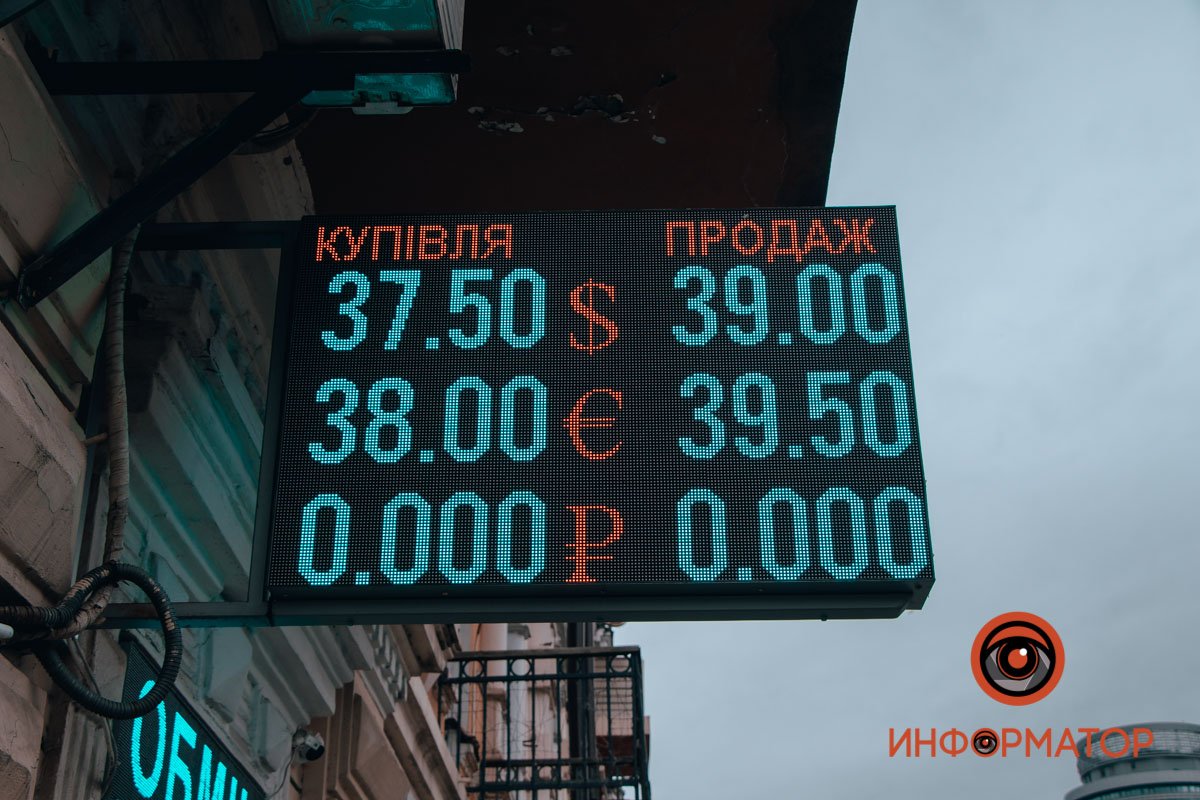 КУПІВЛЯ ПРОДАЖ
37.50 $ 39.00
38.00 € 39.50
0.000 ₽ 0.000
ИНФОРМАТОР